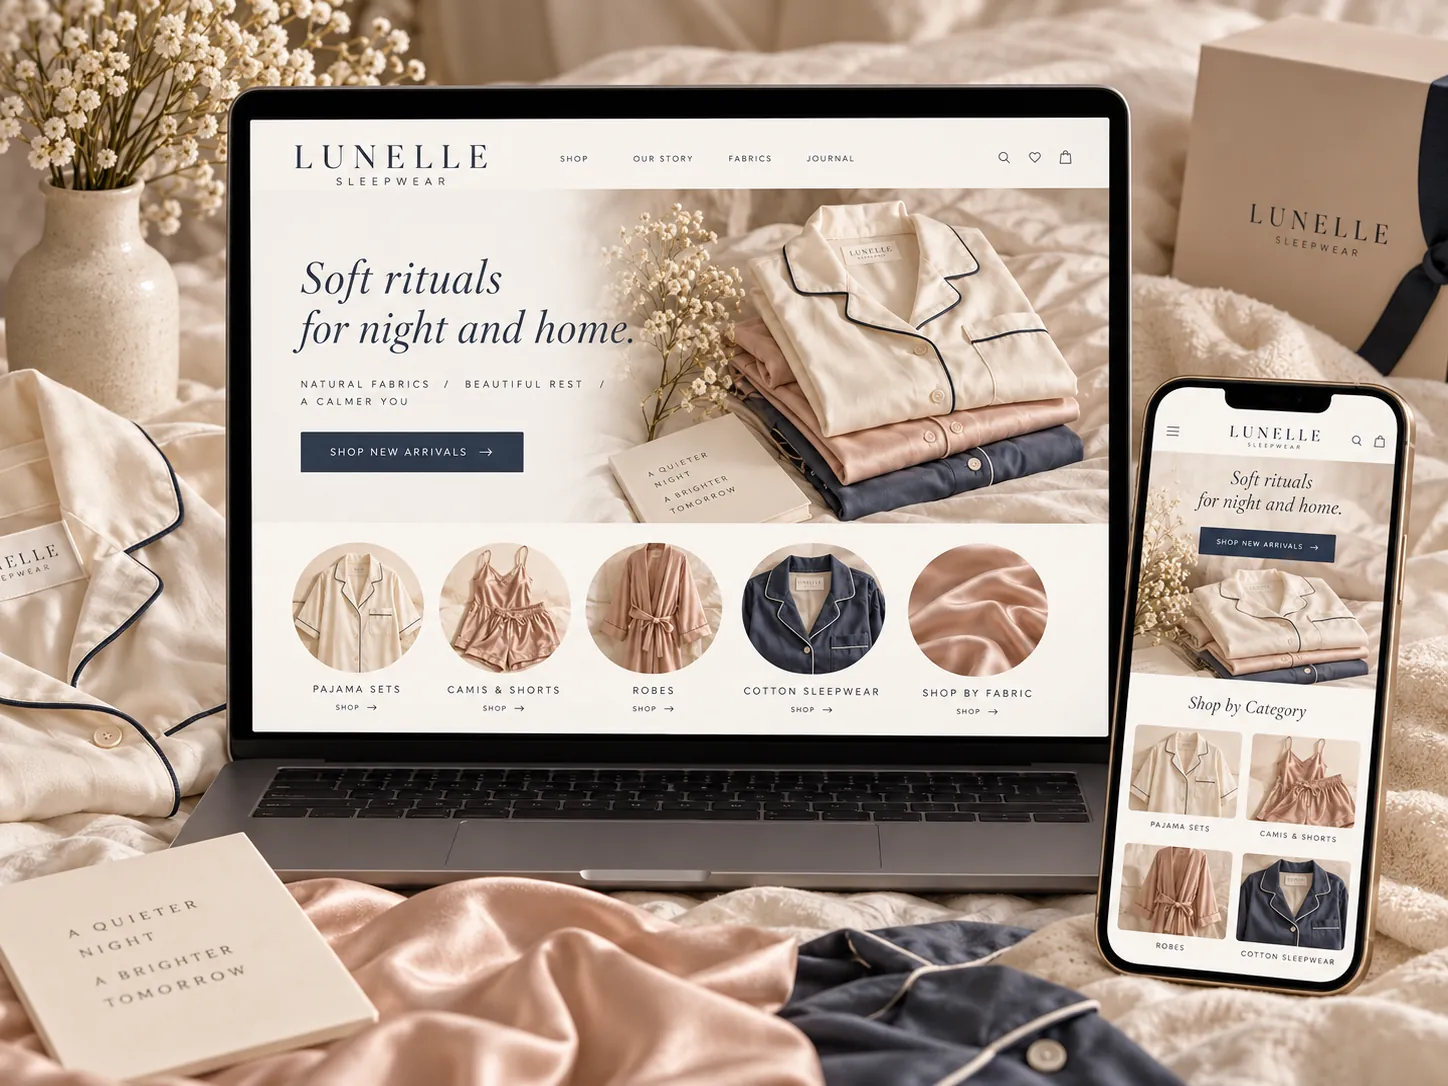 LUNELLE
SLEEPWEAR
SHOP
OUR STORY
FABRICS
JOURNAL
Soft rituals
for night and home.
NATURAL FABRICS / BEAUTIFUL REST /
A CALMER YOU
SHOP NEW ARRIVALS →
LUNELLE
A QUIETER
NIGHT
A BRIGHTER
TOMORROW
PAJAMA SETS
SHOP →
CAMIS & SHORTS
SHOP →
ROBES
SHOP →
COTTON SLEEPWEAR
SHOP →
SHOP BY FABRIC
SHOP →
LUNELLE
SLEEPWEAR
NELLE
EPWEAR
A QUIETER
NIGHT
A BRIGHTER
TOMORROW
LUNELLE
SLEEPWEAR
Soft rituals
for night and home.
SHOP NEW ARRIVALS →
Shop by Category
PAJAMA SETS
CAMIS & SHORTS
ROBES
COTTON SLEEPWEAR